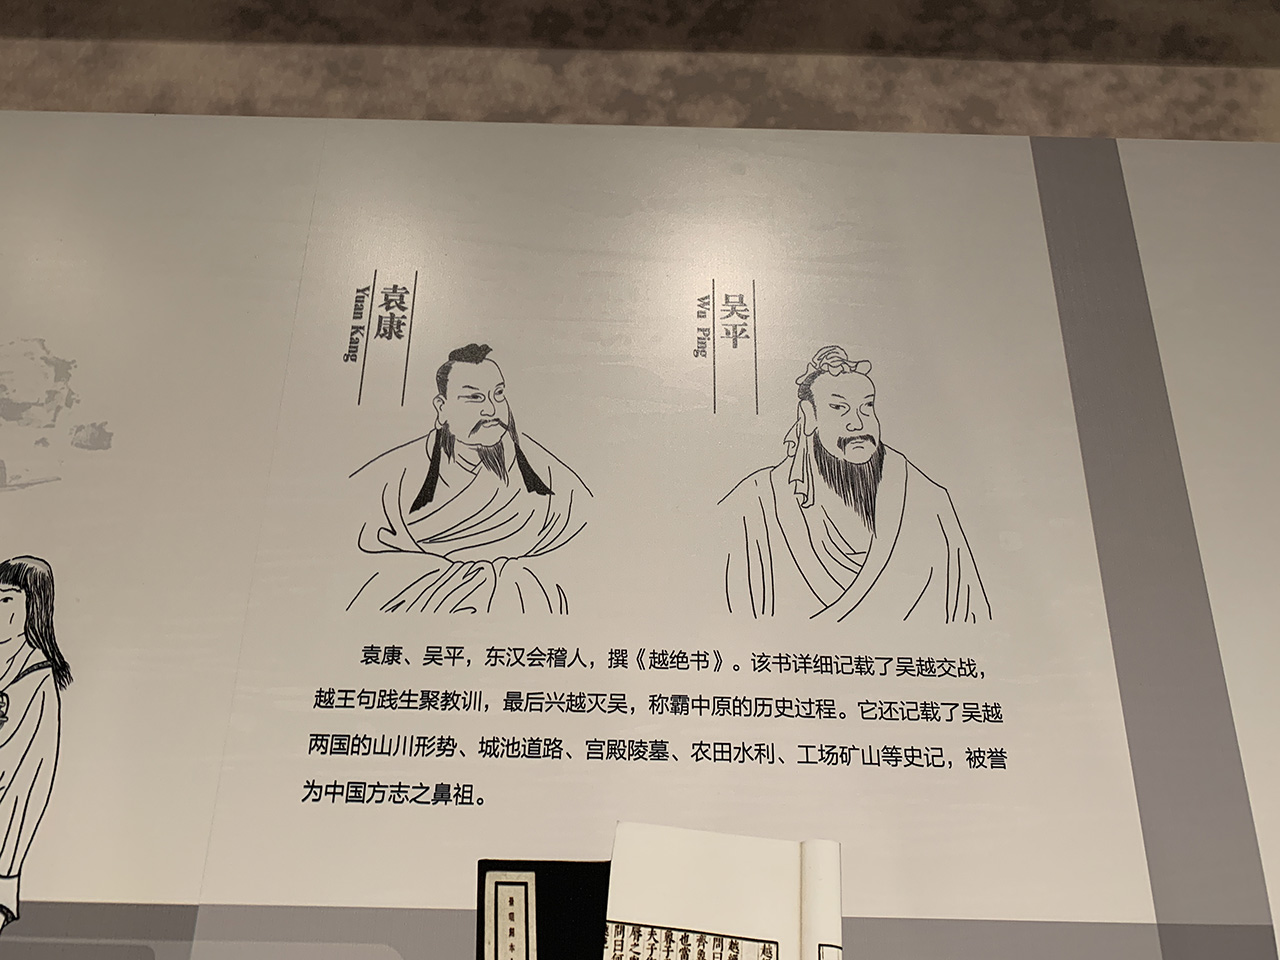 袁康
Yuan Kang
吴平
Wu Ping
袁康、吴平，东汉会稽人，撰《越绝书》。该书详细记载了吴越交战，
越王句践生聚教训，最后兴越灭吴，称霸中原的历史过程。它还记载了吴越
两国的山川形势、城池道路、宫殿陵墓、农田水利、工场矿山等史记，被誉
为中国方志之鼻祖。